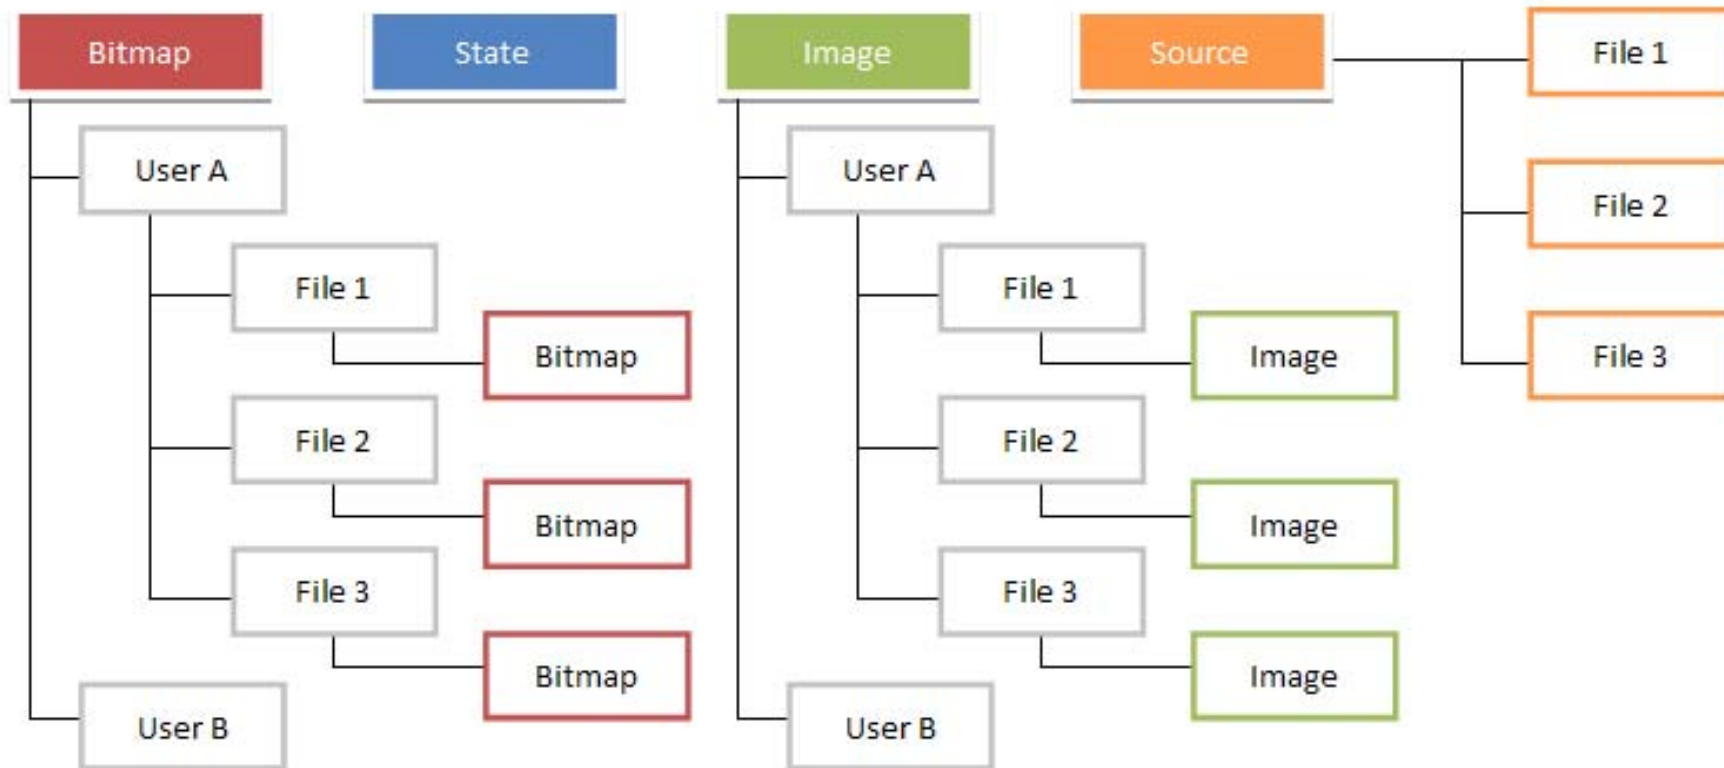 Bitmap
State
Image
Source
File 1
User A
User A
File 2
File 1
File 1
Bitmap
Image
File 3
File 2
File 2
Bitmap
Image
File 3
File 3
Bitmap
Image
User B
User B